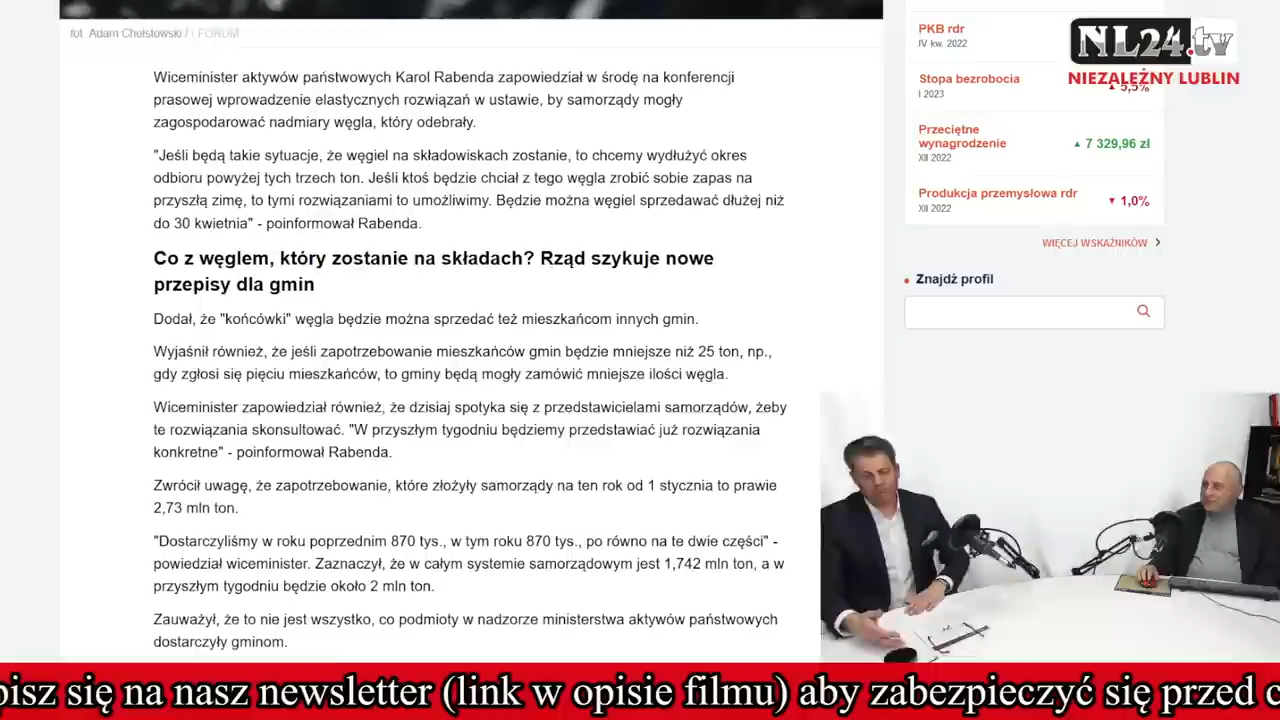 fot. Adam Chełstowski / FORUM
Wiceminister aktywów państwowych Karol Rabenda zapowiedział w środę na konferencji
prasowej wprowadzenie elastycznych rozwiązań w ustawie, by samorządy mogły
zagospodarować nadmiary węgla, który odebrały.
"Jeśli będą takie sytuacje, że węgiel na składowiskach zostanie, to chcemy wydłużyć okres
odbioru powyżej tych trzech ton. Jeśli ktoś będzie chciał z tego węgla zrobić sobie zapas na
przyszłą zimę, to tymi rozwiązaniami to umożliwimy. Będzie można węgiel sprzedawać dłużej niż
do 30 kwietnia" - poinformował Rabenda.
Co z węglem, który zostanie na składach? Rząd szykuje nowe
przepisy dla gmin
Dodał, że "końcówki" węgla będzie można sprzedać też mieszkańcom innych gmin.
Wyjaśnił również, że jeśli zapotrzebowanie mieszkańców gmin będzie mniejsze niż 25 ton, np.,
gdy zgłosi się pięciu mieszkańców, to gminy będą mogły zamówić mniejsze ilości węgla.
Wiceminister zapowiedział również, że dzisiaj spotyka się z przedstawicielami samorządów, żeby
te rozwiązania skonsultować. "W przyszłym tygodniu będziemy przedstawiać już rozwiązania
konkretne" - poinformował Rabenda.
Zwrócił uwagę, że zapotrzebowanie, które złożyły samorządy na ten rok od 1 stycznia to prawie
2,73 mln ton.
"Dostarczyliśmy w roku poprzednim 870 tys., w tym roku 870 tys., po równo na te dwie części" -
powiedział wiceminister. Zaznaczył, że w całym systemie samorządowym jest 1,742 mln ton, a w
przyszłym tygodniu będzie około 2 mln ton.
Zauważył, że to nie jest wszystko, co podmioty w nadzorze ministerstwa aktywów państwowych
dostarczyły gminom.
PKB rdr
IV kw. 2022
Stopa bezrobocia
5,5%
I 2023
Przeciętne
wynagrodzenie
7 329,96 zł
XII 2022
Produkcja przemysłowa rdr
1,0%
XII 2022
WIĘCEJ WSKAŹNIKÓW
Znajdź profil
NL24.tv
NIEZALEŻNY LUBLIN
pisz się na nasz newsletter (link w opisie filmu) aby zabezpieczyć się przed c